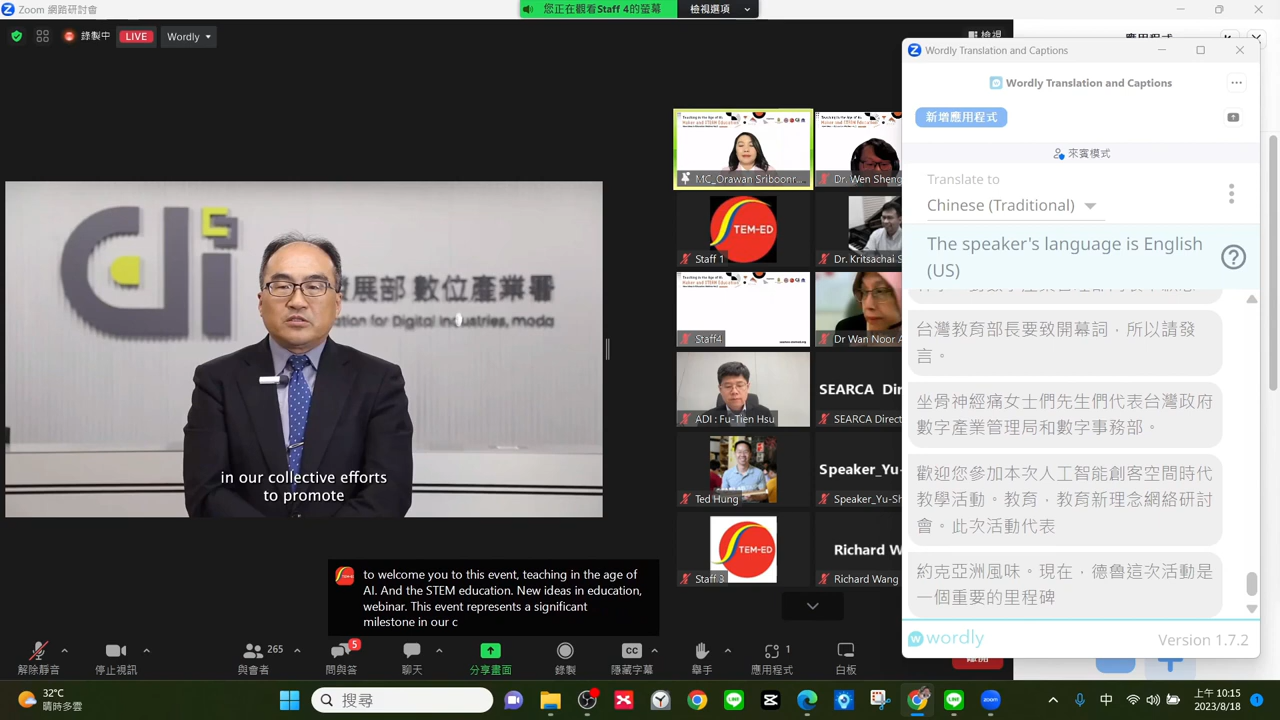 Zoom 網路研討會
您正在觀看Staff 4的螢幕
檢視選項
錄製中
LIVE
Wordly
檢視
應用程式
展部 數位產業署
ation for Digital Industries, moda
in our collective efforts
to promote
MC_Orawan Sriboonr...
Dr. Wen Sheng
TEM-ED
Staff 1
Dr. Kritsachai S
Staff4
Dr Wan Noor A
ADI : Fu-Tien Hsu
SEARCA Dire
SEARCA Direct
Ted Hung
Speaker_Yu-
Speaker_Yu-Sh
TEM-ED
Staff 3
Richard W
Richard Wang
to welcome you to this event, teaching in the age of
AI. And the STEM education. New ideas in education,
webinar. This event represents a significant
milestone in our c
Wordly Translation and Captions
Wordly Translation and Captions
新增應用程式
來賓模式
Translate to
Chinese (Traditional)
The speaker's language is English
(US)
台灣教育部長要致開幕詞，所以請發
言。
坐骨神經痛女士們先生們代表台灣政府
數字產業管理局和數字事務部。
歡迎您參加本次人工智能創客空間時代
教學活動。教育，教育新理念網絡研討
會。此次活動代表
約克亞洲風味。現在，德魯這次活動是
一個重要的里程碑
wordly
Version 1.7.2
解除靜音
停止視訊
265
與會者
5
問與答
聊天
分享畫面
錄製
CC
隱藏字幕
舉手
1
應用程式
白板
離開
32°C
晴時多雲
搜尋
中
上午 10:15
2023/8/18
1